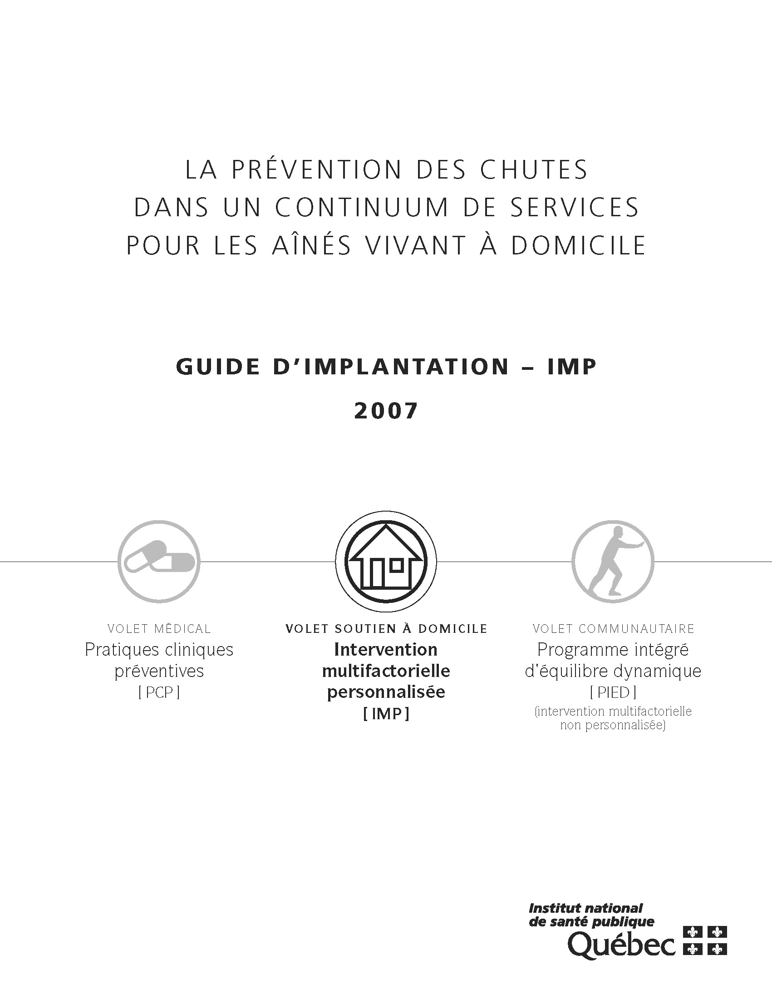 LA PRÉVENTION DES CHUTES
DANS UN CONTINUUM DE SERVICES
POUR LES AÎNÉS VIVANT À DOMICILE
GUIDE D'IMPLANTATION – IMP
2007
VOLET MÉDICAL
Pratiques cliniques
préventives
[ PCP ]
VOLET SOUTIEN À DOMICILE
Intervention
multifactorielle
personnalisée
[ IMP ]
VOLET COMMUNAUTAIRE
Programme intégré
d'équilibre dynamique
[ PIED ]
(intervention multifactorielle
non personnalisée)
Institut national
de santé publique
Québec